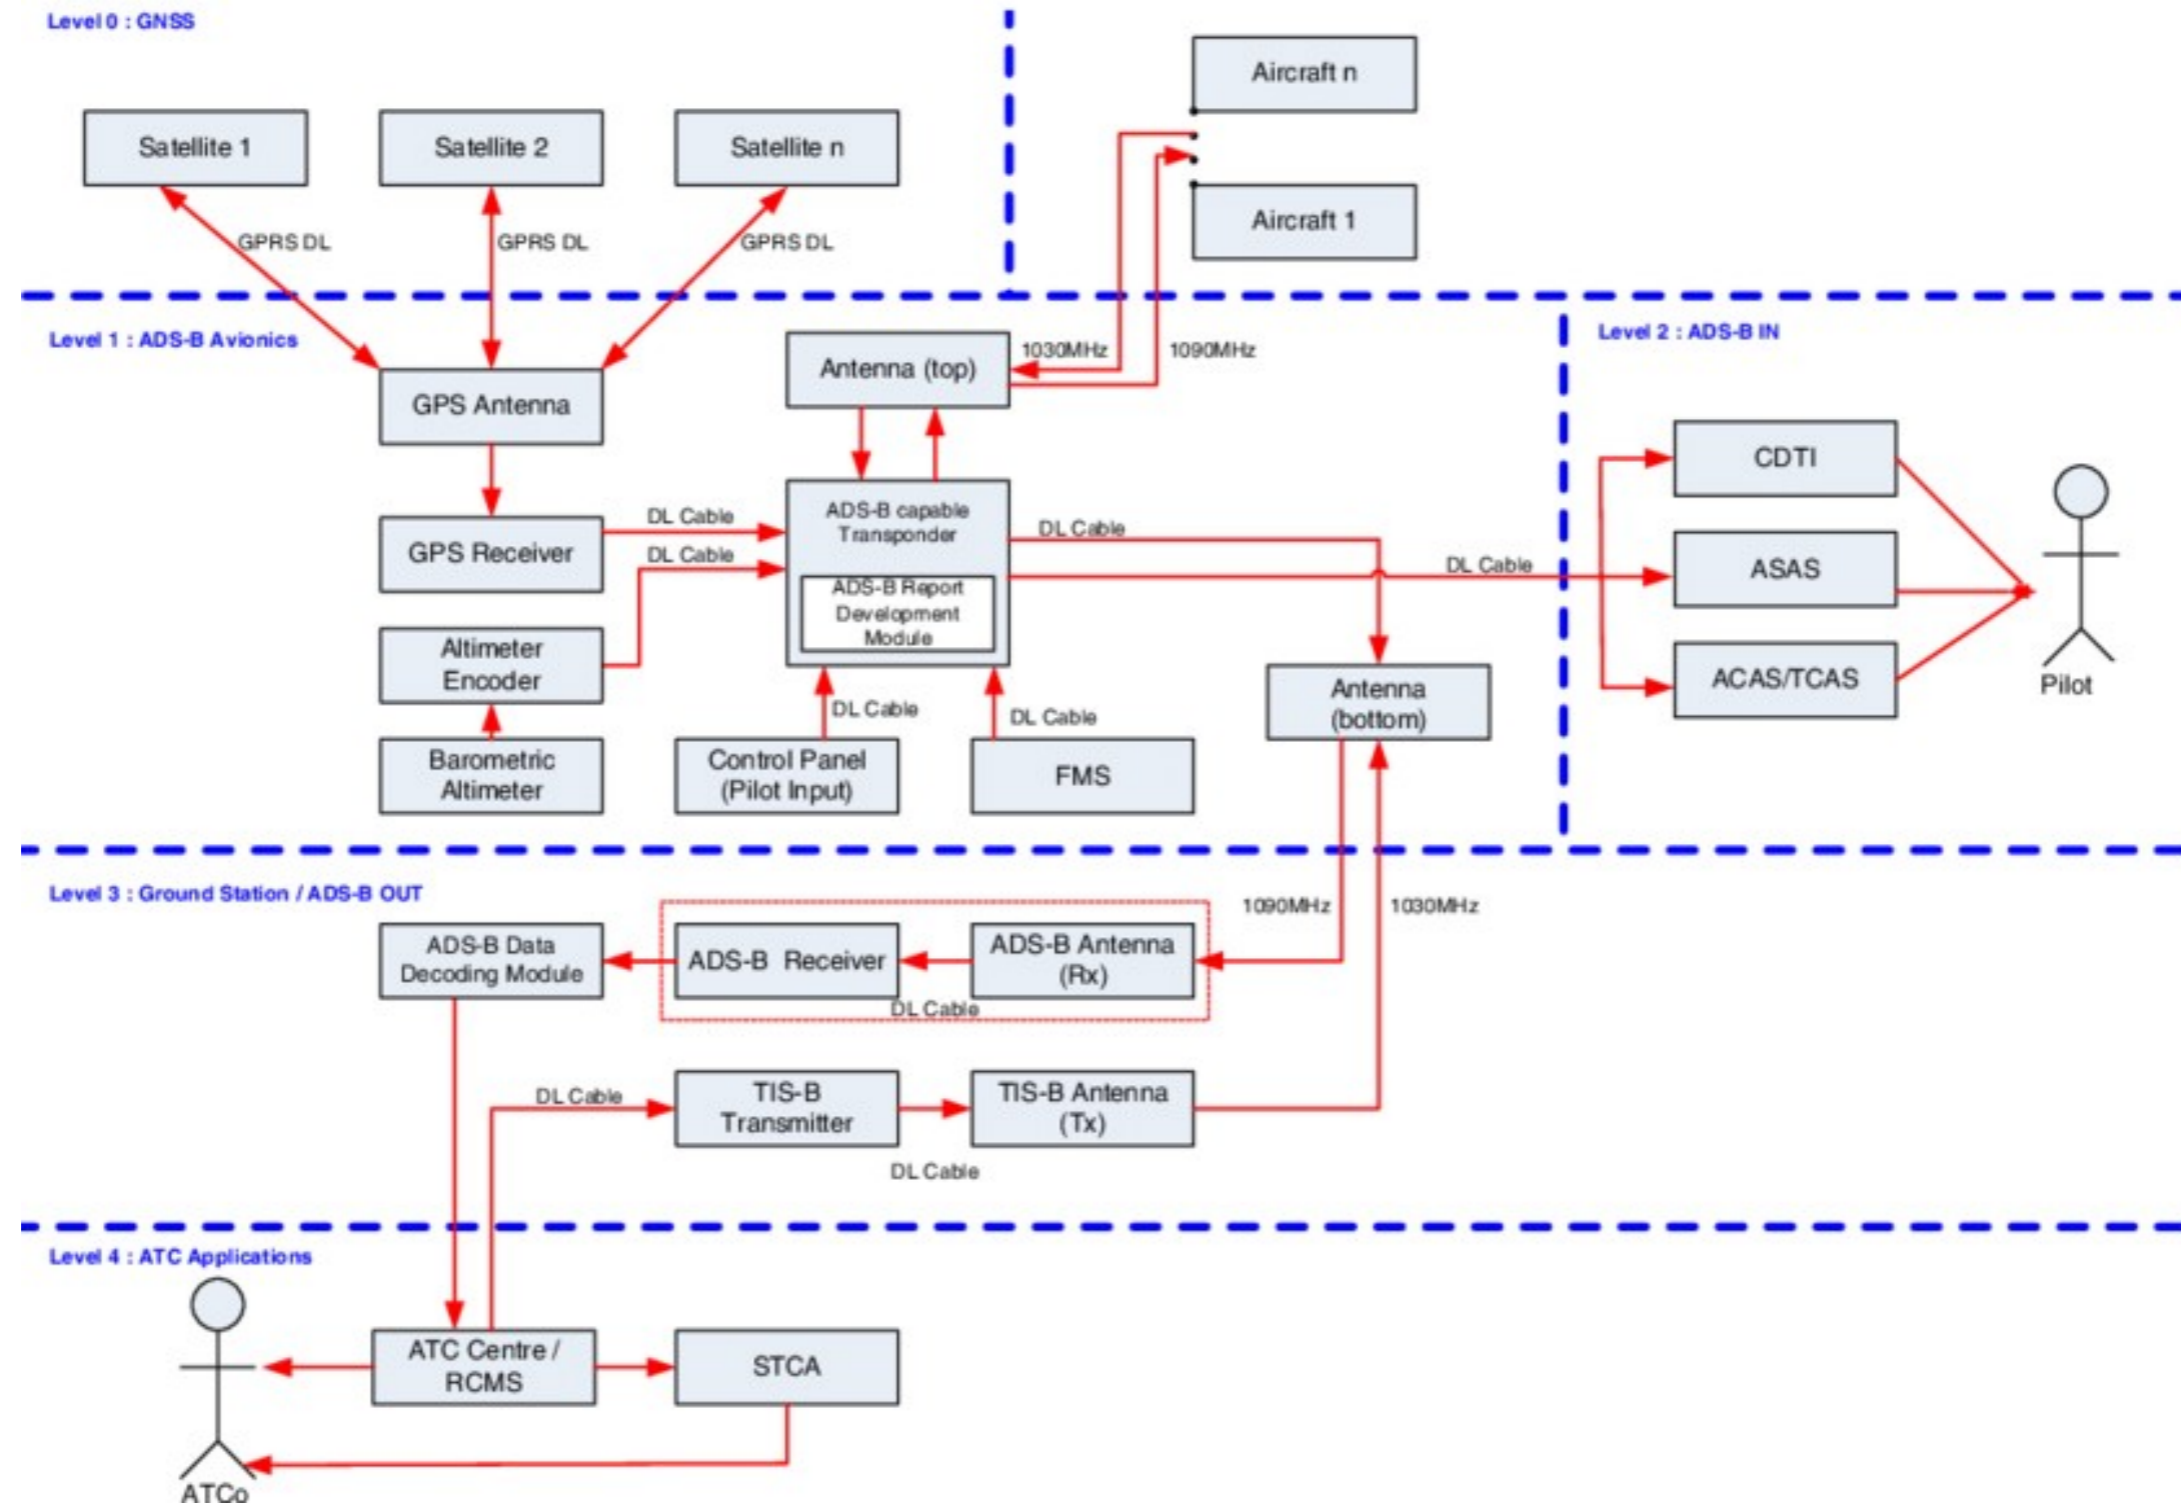 Level 0 : GNSS
Aircraft n
Satellite 1
Satellite 2
Satellite n
Aircraft 1
GPRS DL
GPRS DL
GPRS DL
Level 1 : ADS-B Avionics
Level 2 : ADS-B IN
Antenna (top)
1030MHz
1090MHz
GPS Antenna
CDTI
ADS-B capable
Transponder
DL Cable
DL Cable
GPS Receiver
DL Cable
DL Cable
ASAS
ADS-B Report
Development
Module
Altimeter
Encoder
Antenna
(bottom)
ACAS/TCAS
Pilot
DL Cable
DL Cable
Barometric
Altimeter
Control Panel
(Pilot Input)
FMS
Level 3 : Ground Station / ADS-B OUT
1090MHz
1030MHz
ADS-B Data
Decoding Module
ADS-B Receiver
ADS-B Antenna
(Rx)
DL Cable
DL Cable
TIS-B
Transmitter
TIS-B Antenna
(Tx)
DL Cable
Level 4 : ATC Applications
ATC Centre /
RCMS
STCA
ATCo